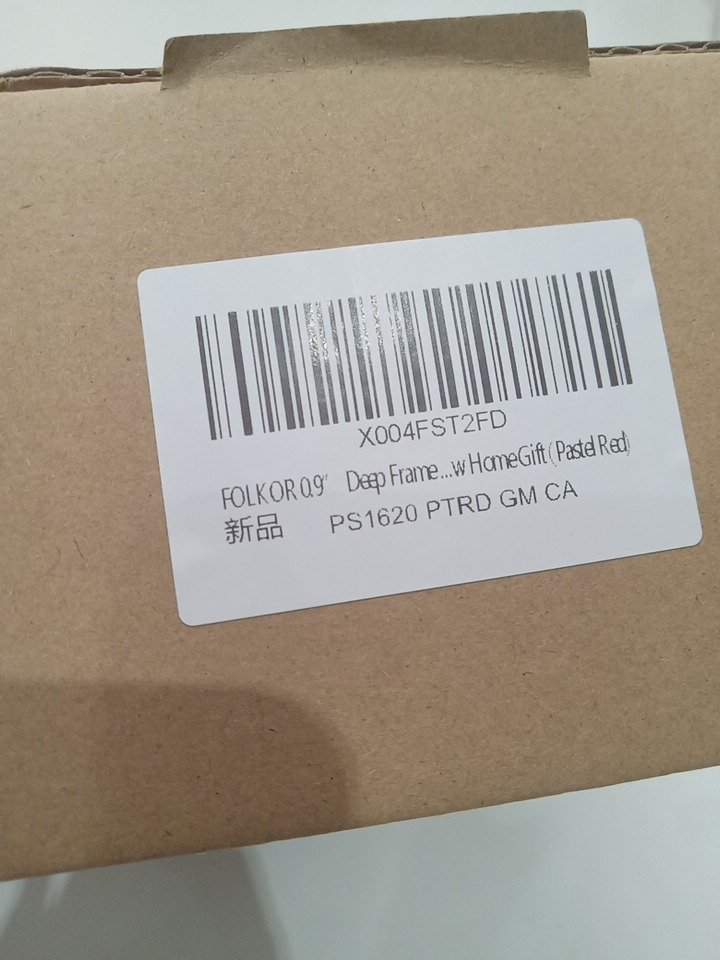 X004FST2FD
FOLKOR 0.9″ Deep Frame...w Home Gift ( Pastel Red)
新品 PS1620 PTRD GM CA